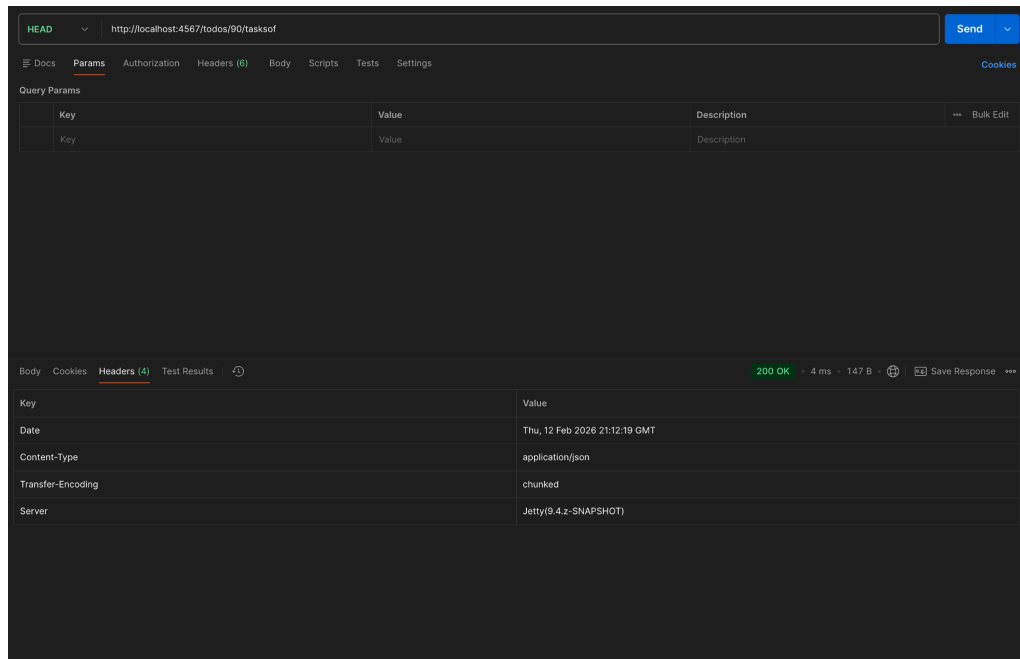 HEAD http://localhost:4567/todos/90/tasksof Send
Docs Params Authorization Headers (6) Body Scripts Tests Settings Cookies
Query Params
Key Value Description Bulk Edit
Key Value Description
Body Cookies Headers (4) Test Results 200 OK 4 ms 147 B e.g. Save Response
Key Value
Date Thu, 12 Feb 2026 21:12:19 GMT
Content-Type application/json
Transfer-Encoding chunked
Server Jetty(9.4.z-SNAPSHOT)